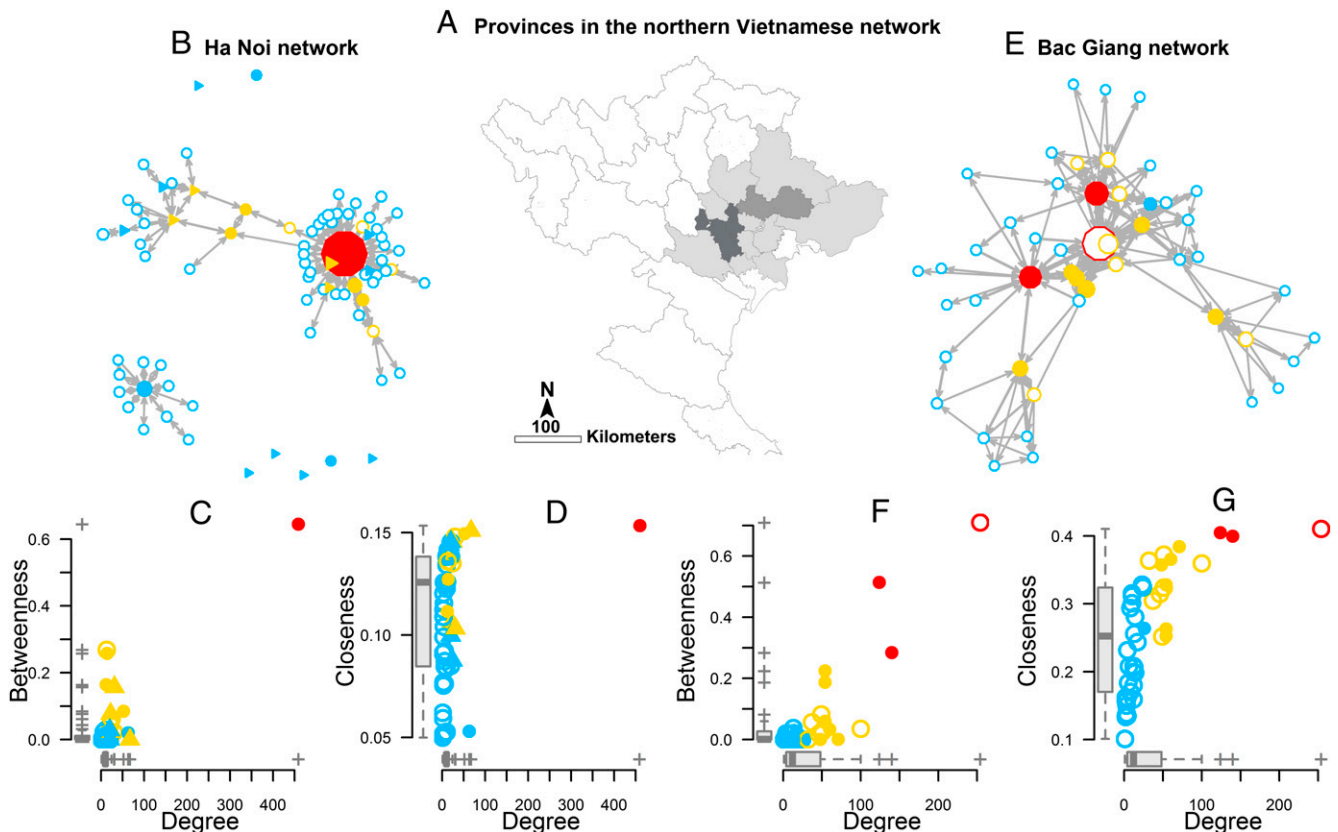 A Provinces in the northern Vietnamese network
B Ha Noi network
E Bac Giang network
N
100 Kilometers
C
Betweenness
0.6
0.4
0.2
0.0
0 100 200 300 400
Degree
D
Closeness
0.15
0.10
0.05
0 100 200 300 400
Degree
F
Betweenness
0.6
0.4
0.2
0.0
0 100 200
Degree
G
Closeness
0.4
0.3
0.2
0.1
0 100 200
Degree